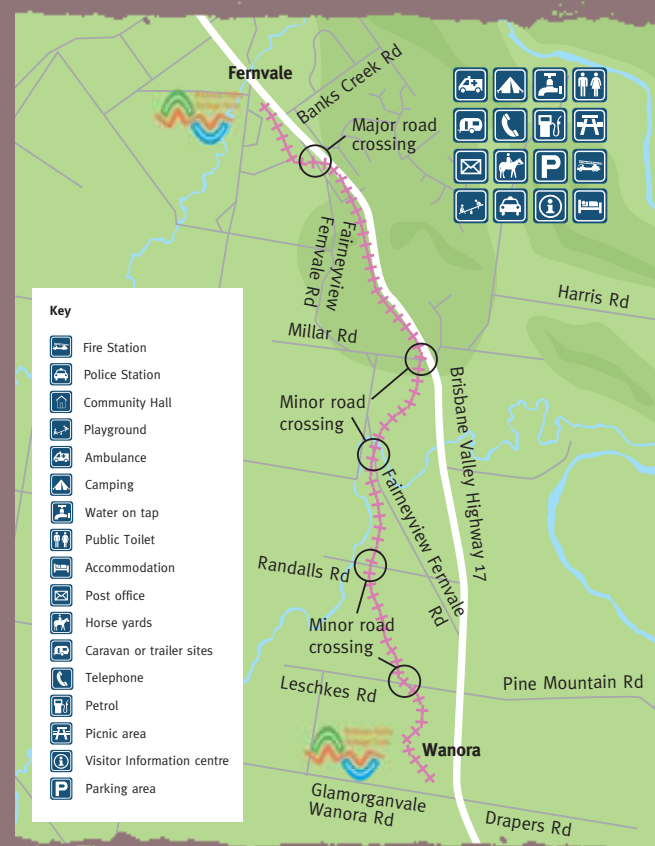 Fernvale
Banks Creek Rd
Major road
crossing
Fairneyview
Fernvale Rd
Harris Rd
Millar Rd
Minor road
crossing
Brisbane Valley Highway 17
Fairneyview Fernvale
Rd
Randalls Rd
Minor road
crossing
Leschkes Rd
Pine Mountain Rd
Wanora
Glamorganvale
Wanora Rd
Drapers Rd
P
i
Key
Fire Station
Police Station
Community Hall
Playground
Ambulance
Camping
Water on tap
Public Toilet
Accommodation
Post office
Horse yards
Caravan or trailer sites
Telephone
Petrol
Picnic area
i Visitor Information centre
P Parking area